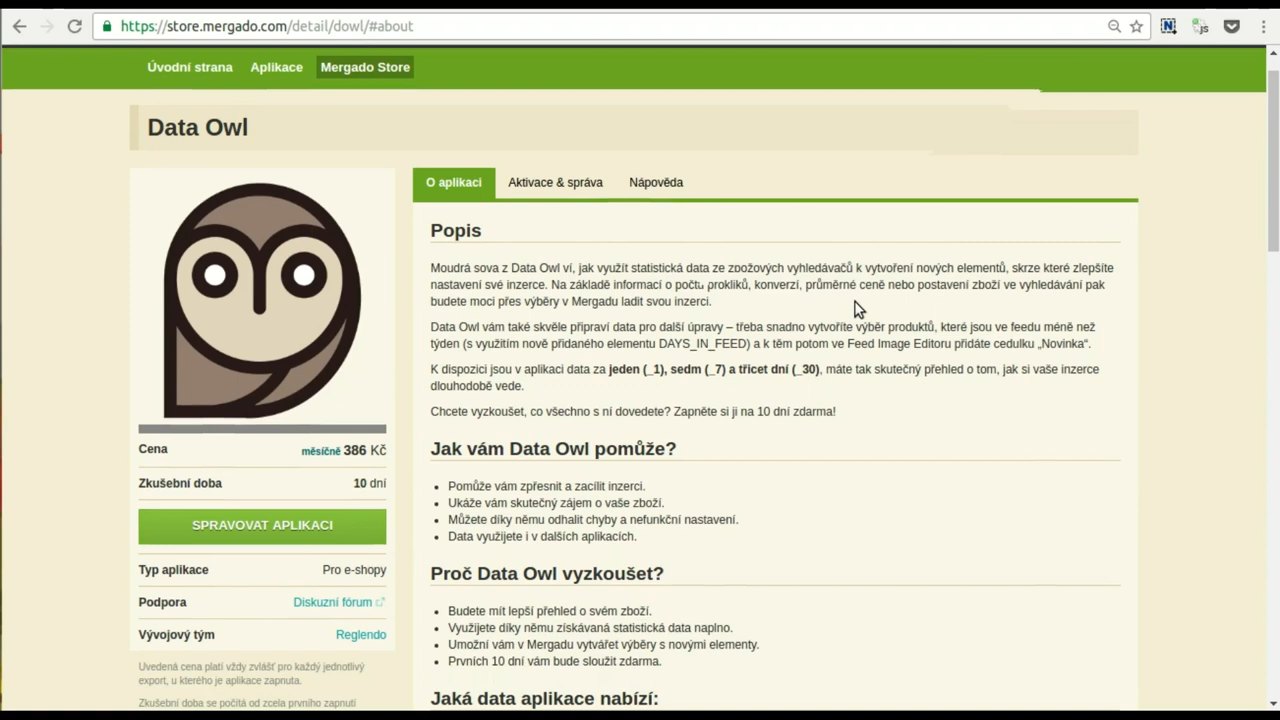 https://store.mergado.com/detail/dowl/#about
Úvodní strana Aplikace Mergado Store
Data Owl
O aplikaci Aktivace & správa Nápověda
Popis
Moudrá sova z Data Owl ví, jak využít statistická data ze zbožových vyhledávačů k vytvoření nových elementů, skrze které zlepšíte
nastavení své inzerce. Na základě informací o počtu prokliků, konverzí, průměrné ceně nebo postavení zboží ve vyhledávání pak
budete moci přes výběry v Mergadu ladit svou inzerci.
Data Owl vám také skvěle připraví data pro další úpravy – třeba snadno vytvoříte výběr produktů, které jsou ve feedu méně než
týden (s využitím nově přidaného elementu DAYS_IN_FEED) a k těm potom ve Feed Image Editoru přidáte cedulku „Novinka“.
K dispozici jsou v aplikaci data za jeden (_1), sedm (_7) a třicet dní (_30), máte tak skutečný přehled o tom, jak si vaše inzerce
dlouhodobě vede.
Chcete vyzkoušet, co všechno s ní dovedete? Zapněte si ji na 10 dní zdarma!
Jak vám Data Owl pomůže?
Pomůže vám zpřesnit a zacílit inzerci.
Ukáže vám skutečný zájem o vaše zboží.
Můžete díky němu odhalit chyby a nefunkční nastavení.
Data využijete i v dalších aplikacích.
Proč Data Owl vyzkoušet?
Budete mít lepší přehled o svém zboží.
Využijete díky němu získávaná statistická data naplno.
Umožní vám v Mergadu vytvářet výběry s novými elementy.
Prvních 10 dní vám bude sloužit zdarma.
Jaká data aplikace nabízí:
Cena měsíčně 386 Kč
Zkušební doba 10 dní
SPRAVOVAT APLIKACI
Typ aplikace Pro e-shopy
Podpora Diskuzní fórum
Vývojový tým Reglendo
Uvedená cena platí vždy zvlášť pro každý jednotlivý
export, u kterého je aplikace zapnuta.
Zkušební doba se počítá od zcela prvního zapnutí